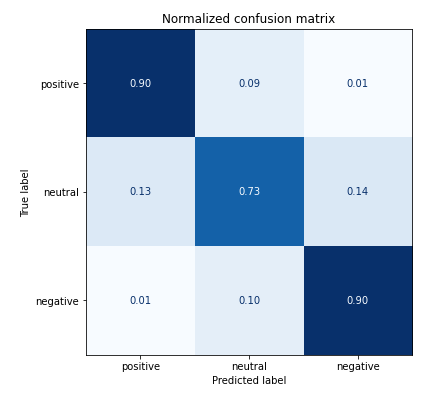 Normalized confusion matrix
positive 0.90 0.09 0.01
neutral 0.13 0.73 0.14
negative 0.01 0.10 0.90
True label
positive neutral negative
Predicted label